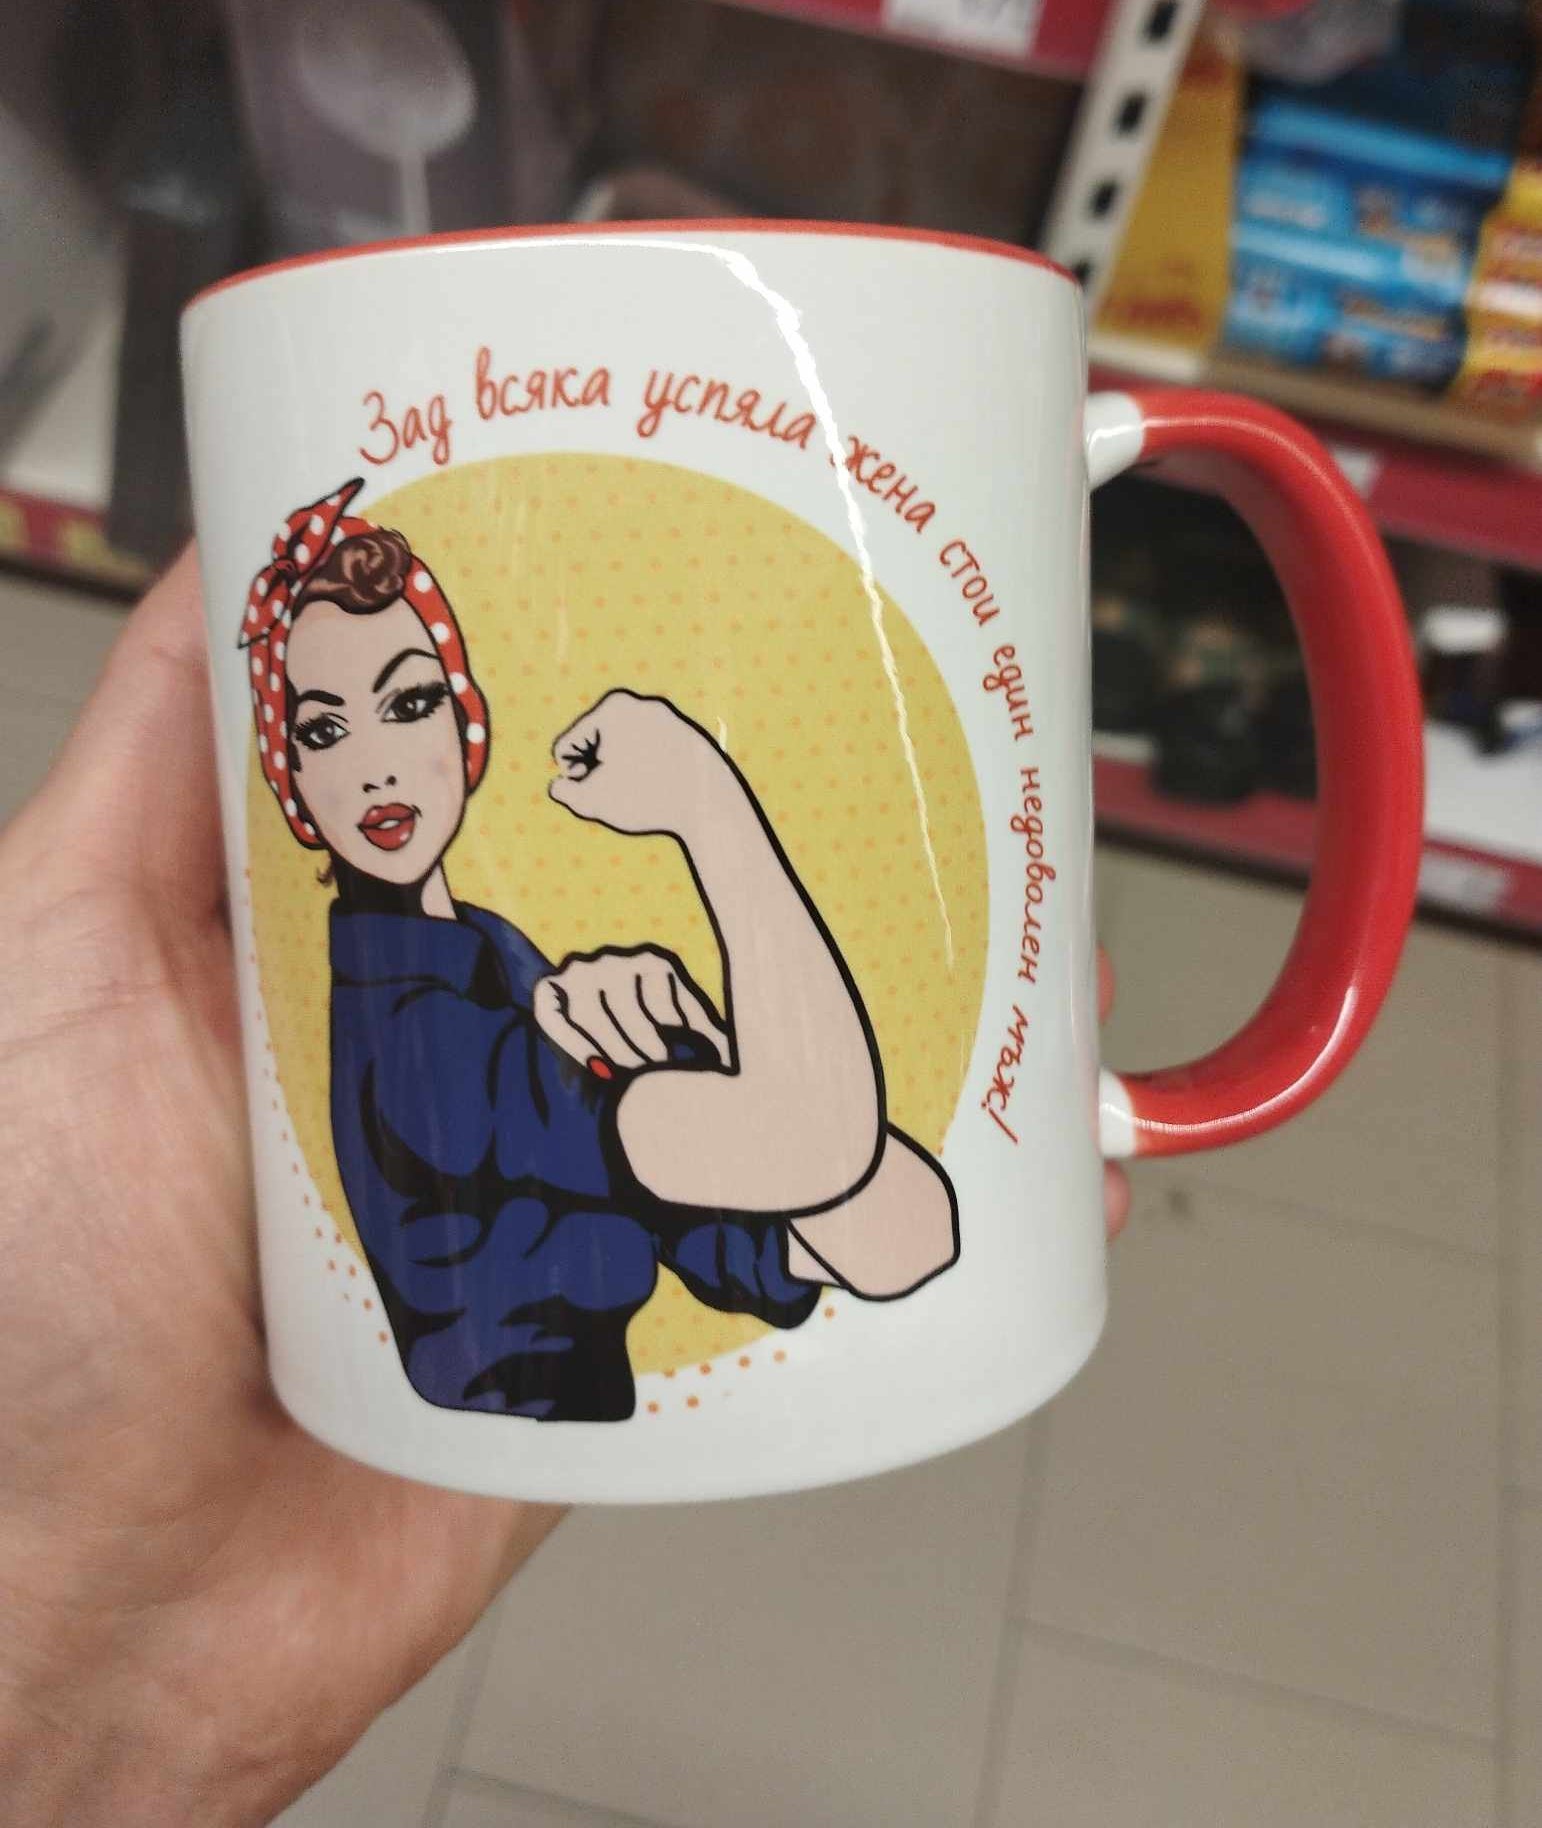 Зад всяка успяла жена стои един недоволен мъж!